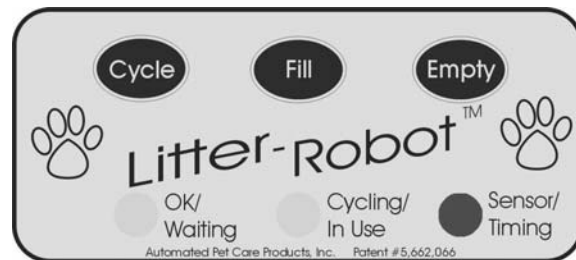 Cycle Fill Empty
Litter-Robot™
OK/ Cycling/ Sensor/
Waiting In Use Timing
Automated Pet Care Products, Inc. Patent #5,662,066